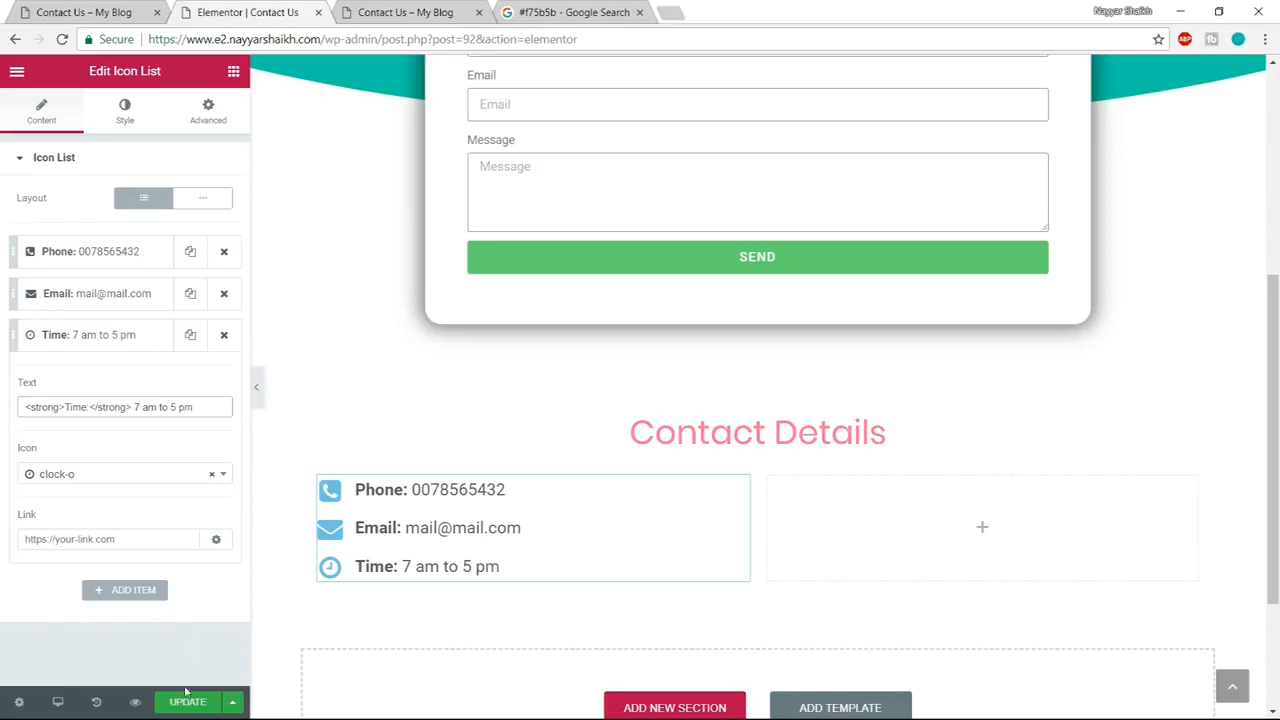 Contact Us – My Blog
Elementor | Contact Us
Contact Us – My Blog
#f75b5b - Google Search
Nayyar Shaikh
Secure
https://www.e2.nayyarshaikh.com/wp-admin/post.php?post=92&action=elementor
ABP
Edit Icon List
Content
Style
Advanced
Icon List
Layout
Phone: 0078565432
Email: mail@mail.com
Time: 7 am to 5 pm
Text
<strong>Time:</strong> 7 am to 5 pm
Icon
clock-o
Link
https://your-link.com
+ ADD ITEM
UPDATE
Email
Email
Message
Message
SEND
Contact Details
Phone: 0078565432
Email: mail@mail.com
Time: 7 am to 5 pm
ADD NEW SECTION
ADD TEMPLATE